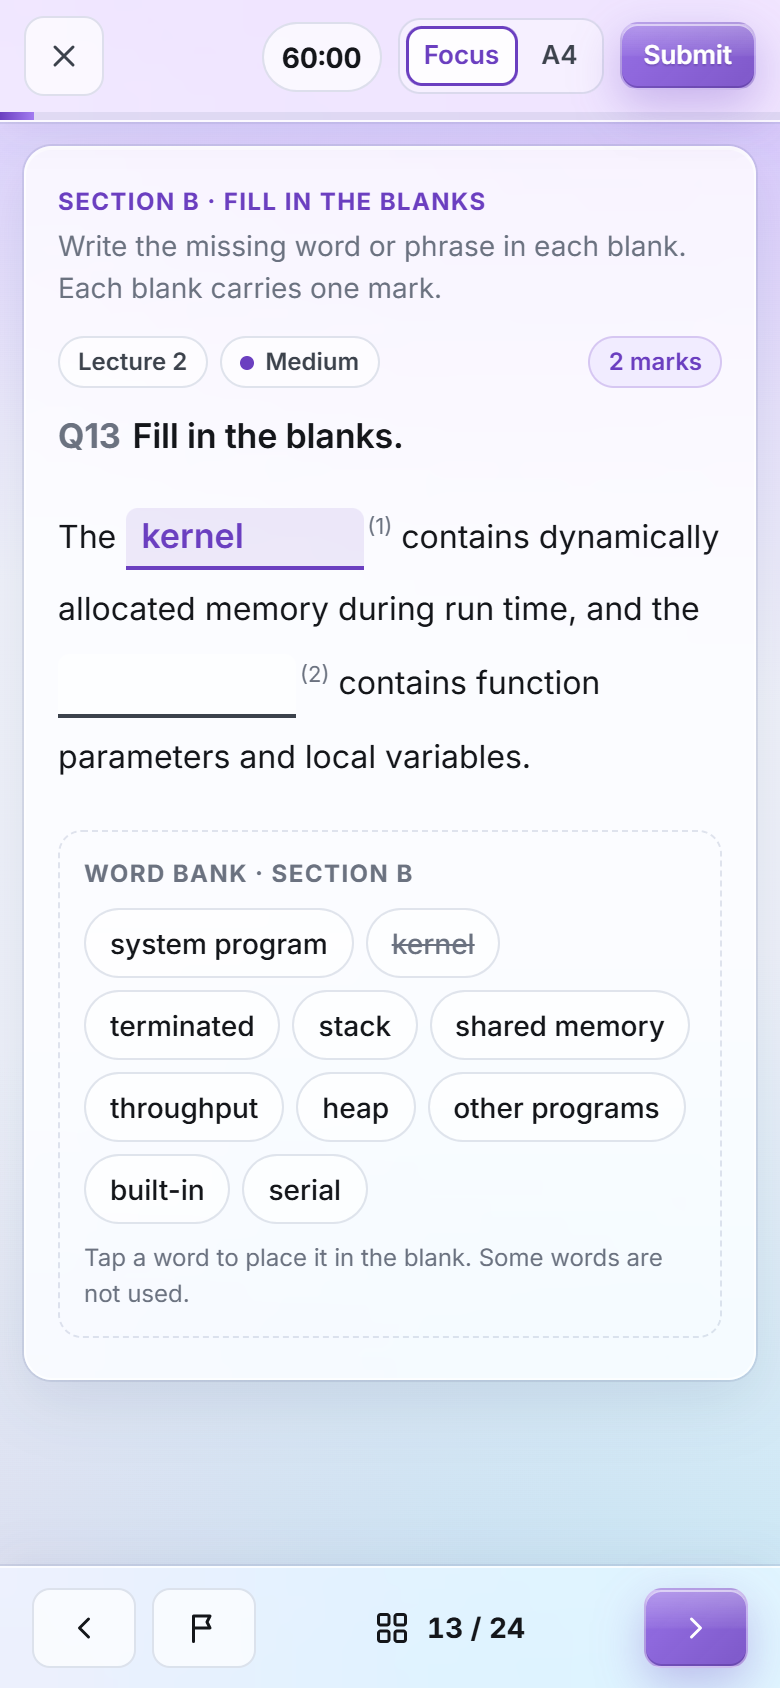 60:00 Focus A4 Submit
SECTION B · FILL IN THE BLANKS
Write the missing word or phrase in each blank.
Each blank carries one mark.
Lecture 2 Medium 2 marks
Q13 Fill in the blanks.
The kernel (1) contains dynamically
allocated memory during run time, and the
(2) contains function
parameters and local variables.
WORD BANK · SECTION B
system program kernel
terminated stack shared memory
throughput heap other programs
built-in serial
Tap a word to place it in the blank. Some words are
not used.
13 / 24